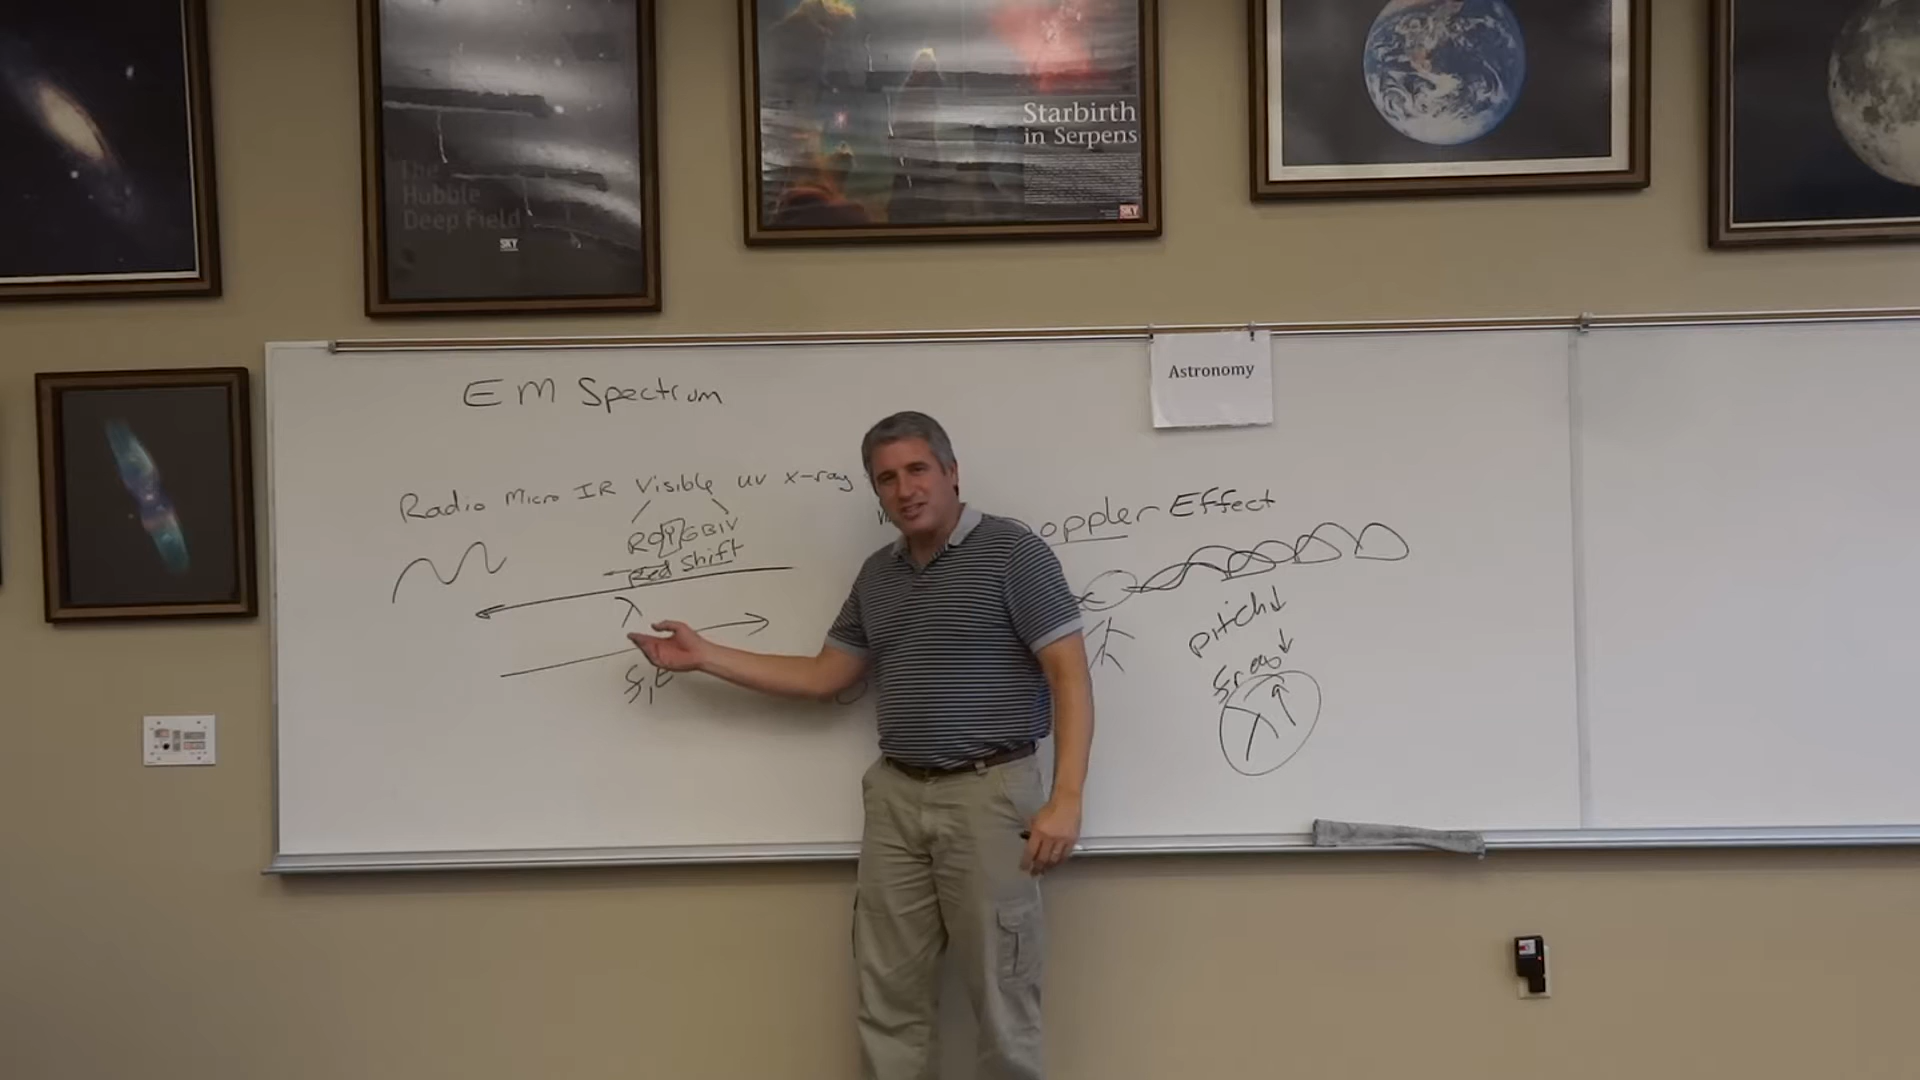 The
Hubble
Deep Field
SKY
Starbirth
in Serpens
SKY
Astronomy
EM Spectrum
Radio Micro IR Visible uv x-ray
ROYGBIV
Red Shift
λ
f, E
Doppler Effect
pitch↓
freq↓
λ↑